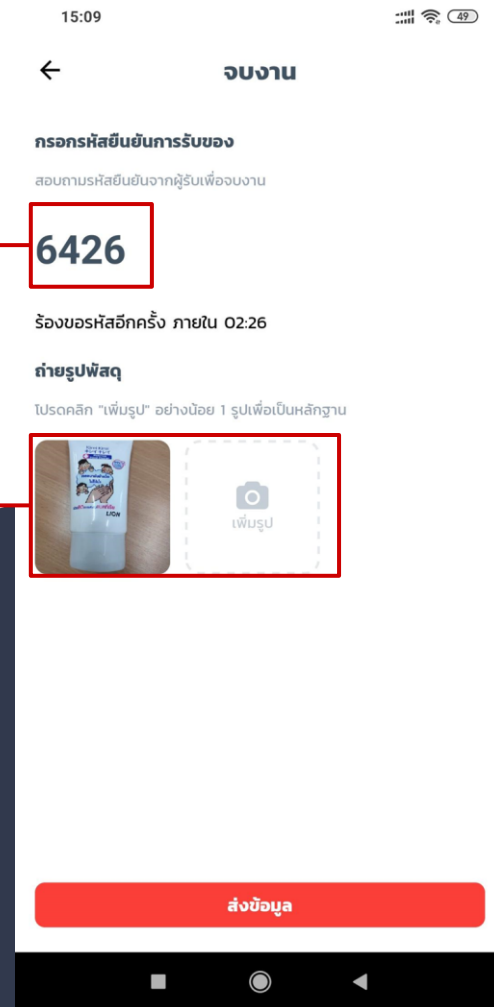 15:09
49
จบงาน
กรอกรหัสยืนยันการรับของ
สอบถามรหัสยืนยันจากผู้รับเพื่อจบงาน
6426
ร้องขอรหัสอีกครั้ง ภายใน 02:26
ถ่ายรูปพัสดุ
โปรดคลิก "เพิ่มรูป" อย่างน้อย 1 รูปเพื่อเป็นหลักฐาน
LION
เพิ่มรูป
ส่งข้อมูล